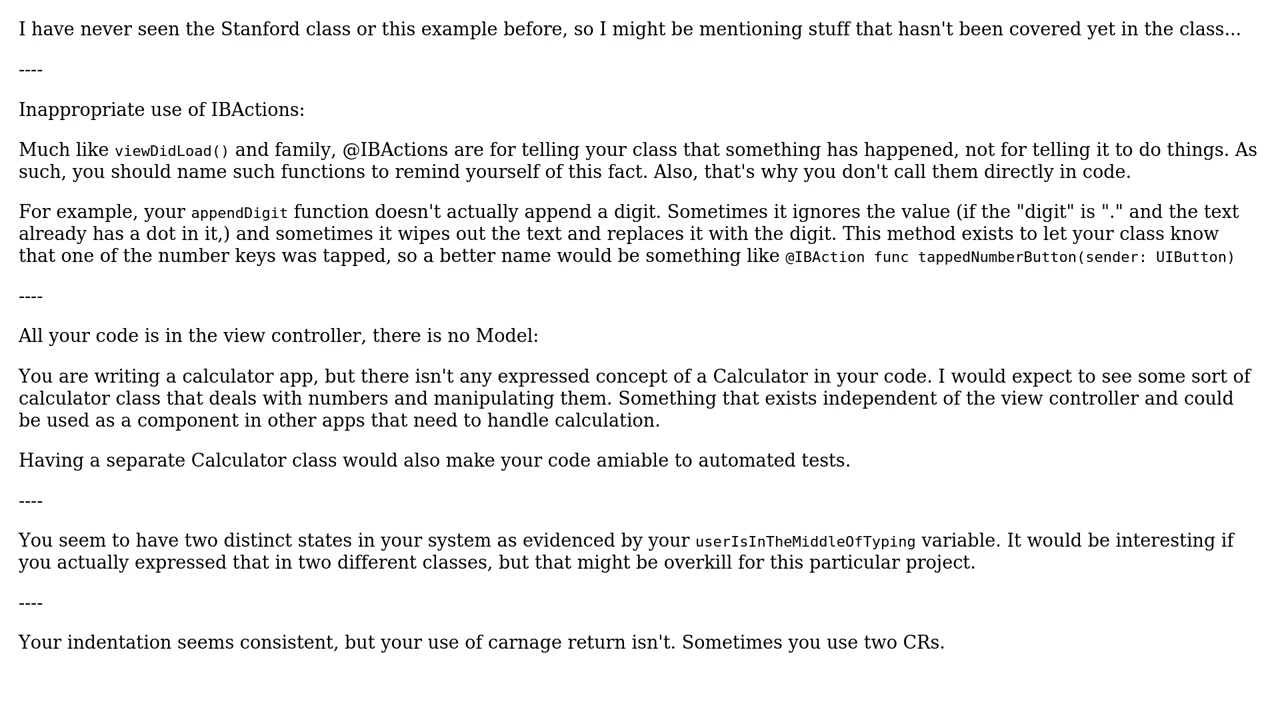 I have never seen the Stanford class or this example before, so I might be mentioning stuff that hasn't been covered yet in the class...
----
Inappropriate use of IBActions:
Much like viewDidLoad() and family, @IBActions are for telling your class that something has happened, not for telling it to do things. As
such, you should name such functions to remind yourself of this fact. Also, that's why you don't call them directly in code.
For example, your appendDigit function doesn't actually append a digit. Sometimes it ignores the value (if the "digit" is "." and the text
already has a dot in it,) and sometimes it wipes out the text and replaces it with the digit. This method exists to let your class know
that one of the number keys was tapped, so a better name would be something like @IBAction func tappedNumberButton(sender: UIButton)
----
All your code is in the view controller, there is no Model:
You are writing a calculator app, but there isn't any expressed concept of a Calculator in your code. I would expect to see some sort of
calculator class that deals with numbers and manipulating them. Something that exists independent of the view controller and could
be used as a component in other apps that need to handle calculation.
Having a separate Calculator class would also make your code amiable to automated tests.
----
You seem to have two distinct states in your system as evidenced by your userIsInTheMiddleOfTyping variable. It would be interesting if
you actually expressed that in two different classes, but that might be overkill for this particular project.
----
Your indentation seems consistent, but your use of carnage return isn't. Sometimes you use two CRs.